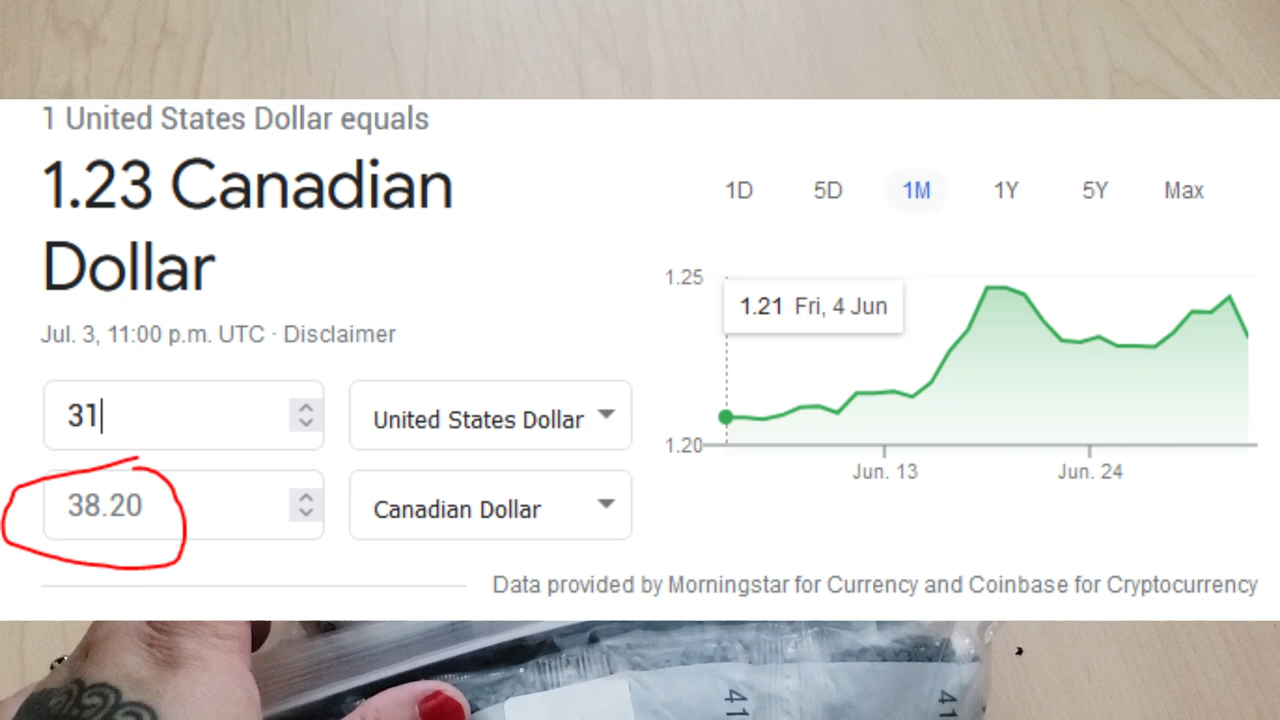 1 United States Dollar equals
1.23 Canadian
Dollar
Jul. 3, 11:00 p.m. UTC · Disclaimer
31
United States Dollar
38.20
Canadian Dollar
1D 5D 1M 1Y 5Y Max
1.25
1.21 Fri, 4 Jun
1.20
Jun. 13 Jun. 24
Data provided by Morningstar for Currency and Coinbase for Cryptocurrency
41 41